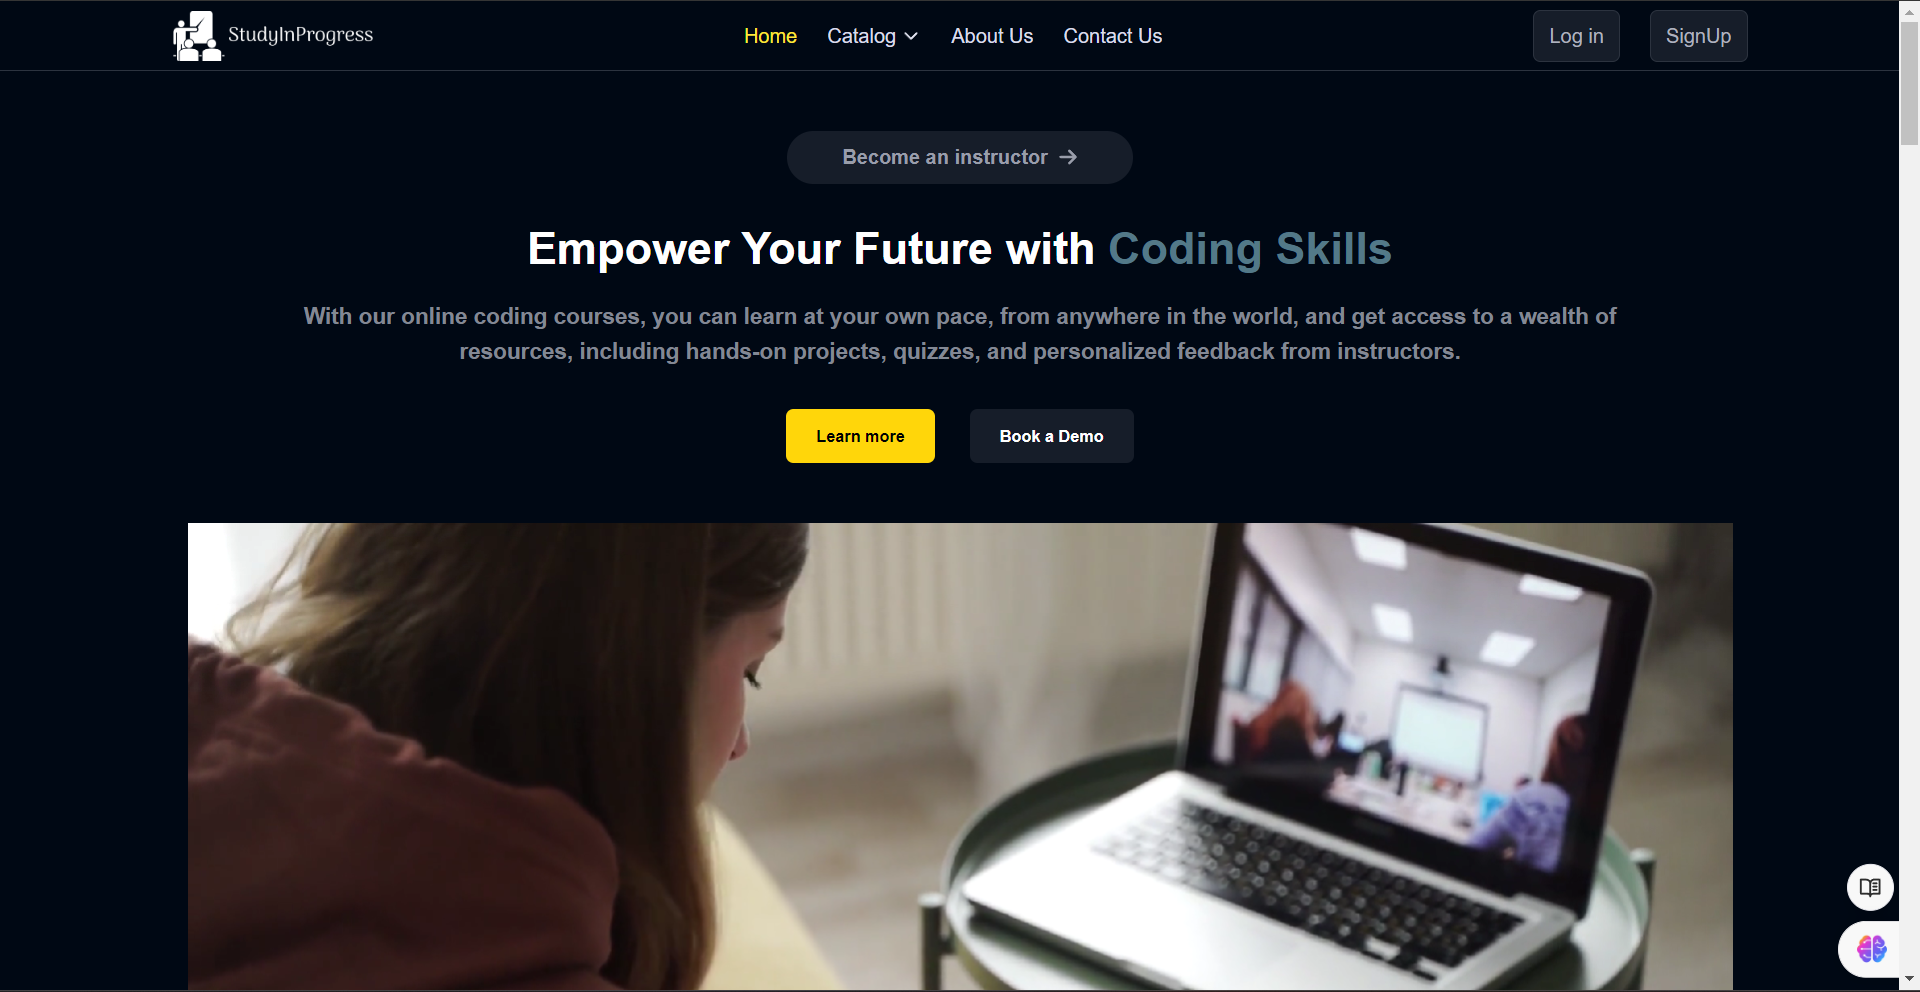 StudyInProgress
Home Catalog About Us Contact Us
Log in SignUp
Become an instructor →
Empower Your Future with Coding Skills
With our online coding courses, you can learn at your own pace, from anywhere in the world, and get access to a wealth of
resources, including hands-on projects, quizzes, and personalized feedback from instructors.
Learn more Book a Demo